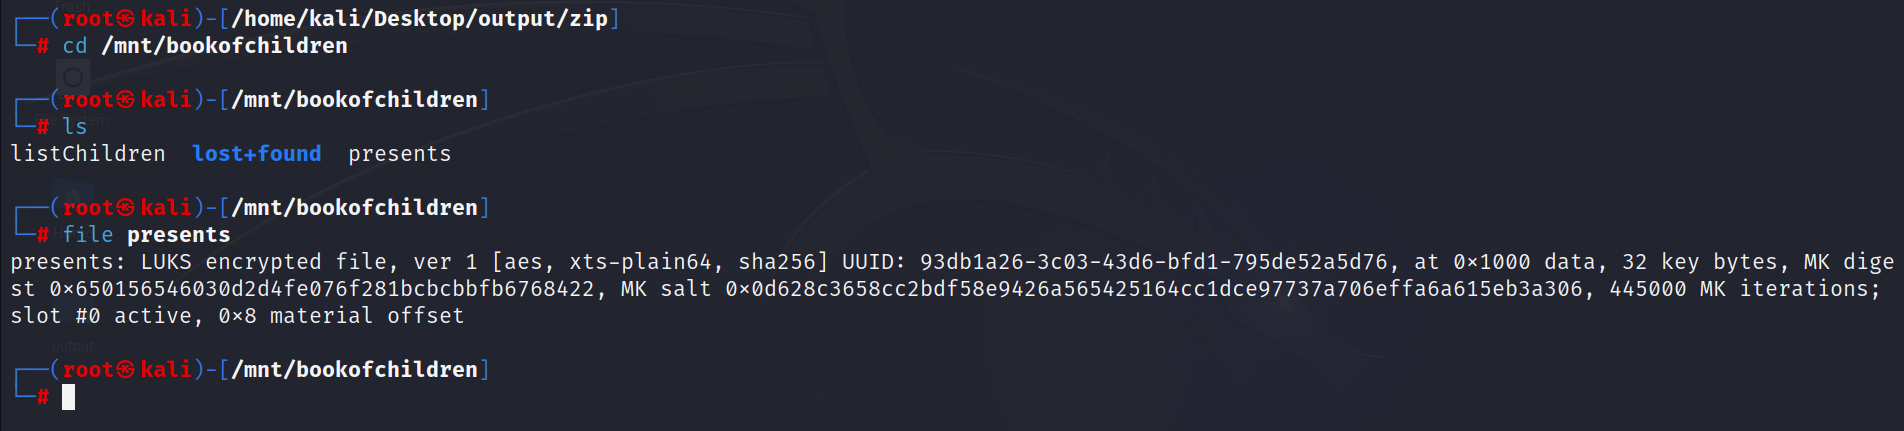 ┌──(root㉿kali)-[/home/kali/Desktop/output/zip]
└─# cd /mnt/bookofchildren
┌──(root㉿kali)-[/mnt/bookofchildren]
└─# ls
listChildren  lost+found  presents
┌──(root㉿kali)-[/mnt/bookofchildren]
└─# file presents
presents: LUKS encrypted file, ver 1 [aes, xts-plain64, sha256] UUID: 93db1a26-3c03-43d6-bfd1-795de52a5d76, at 0×1000 data, 32 key bytes, MK dige
st 0×650156546030d2d4fe076f281bcbcbbfb6768422, MK salt 0×0d628c3658cc2bdf58e9426a565425164cc1dce97737a706effa6a615eb3a306, 445000 MK iterations;
slot #0 active, 0×8 material offset
output
┌──(root㉿kali)-[/mnt/bookofchildren]
└─#